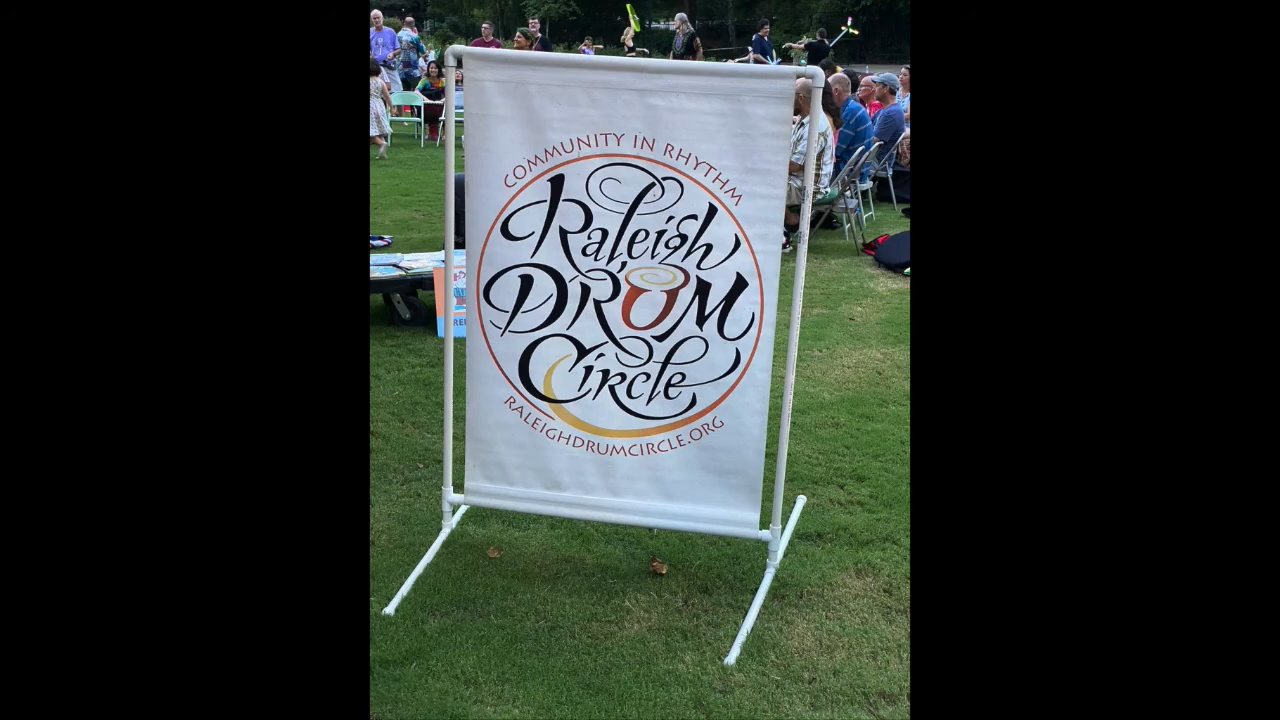 COMMUNITY IN RHYTHM
Raleigh
DRUM
Circle
RALEIGHDRUMCIRCLE.ORG